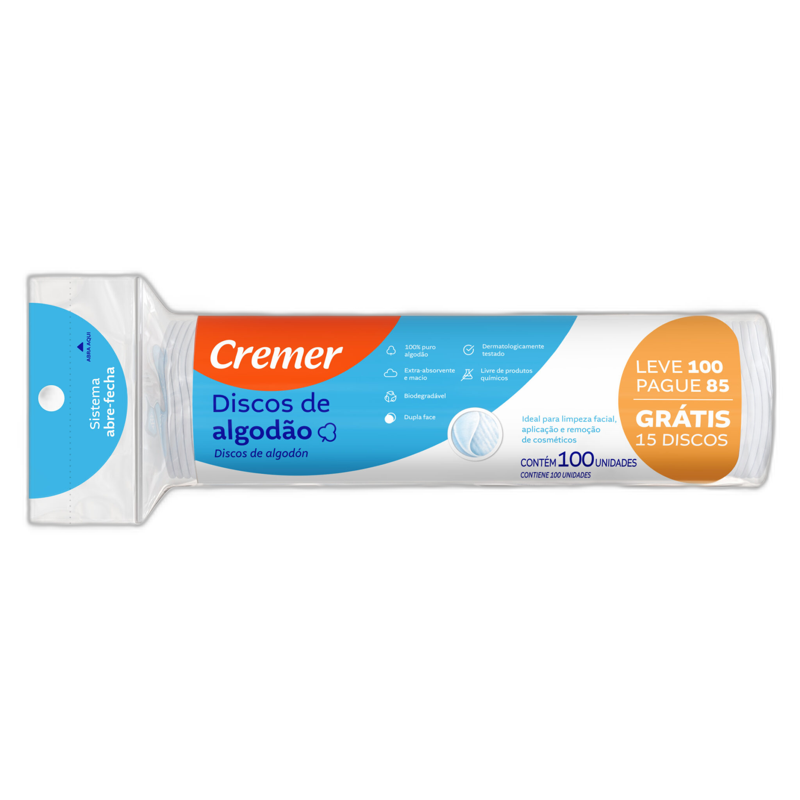 ABRA AQUI
Sistema
abre-fecha
Cremer
Discos de
algodão
Discos de algodón
100% puro
algodão
Extra-absorvente
e macio
Biodegradável
Dupla face
Dermatologicamente
testado
Livre de produtos
químicos
Ideal para limpeza facial,
aplicação e remoção
de cosméticos
CONTÉM 100 UNIDADES
CONTIENE 100 UNIDADES
LEVE 100
PAGUE 85
GRÁTIS
15 DISCOS